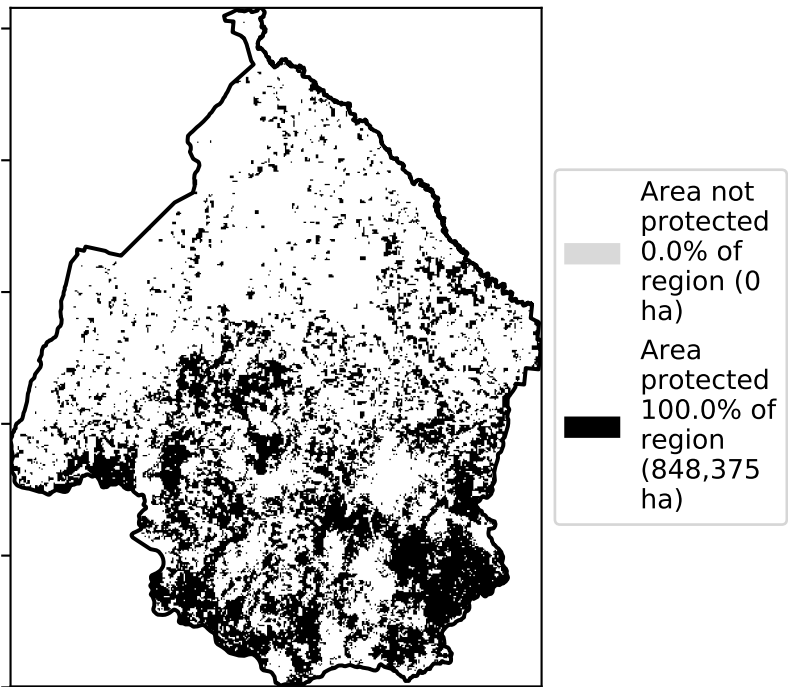 Area not
protected
0.0% of
region (0
ha)
Area
protected
100.0% of
region
(848,375
ha)